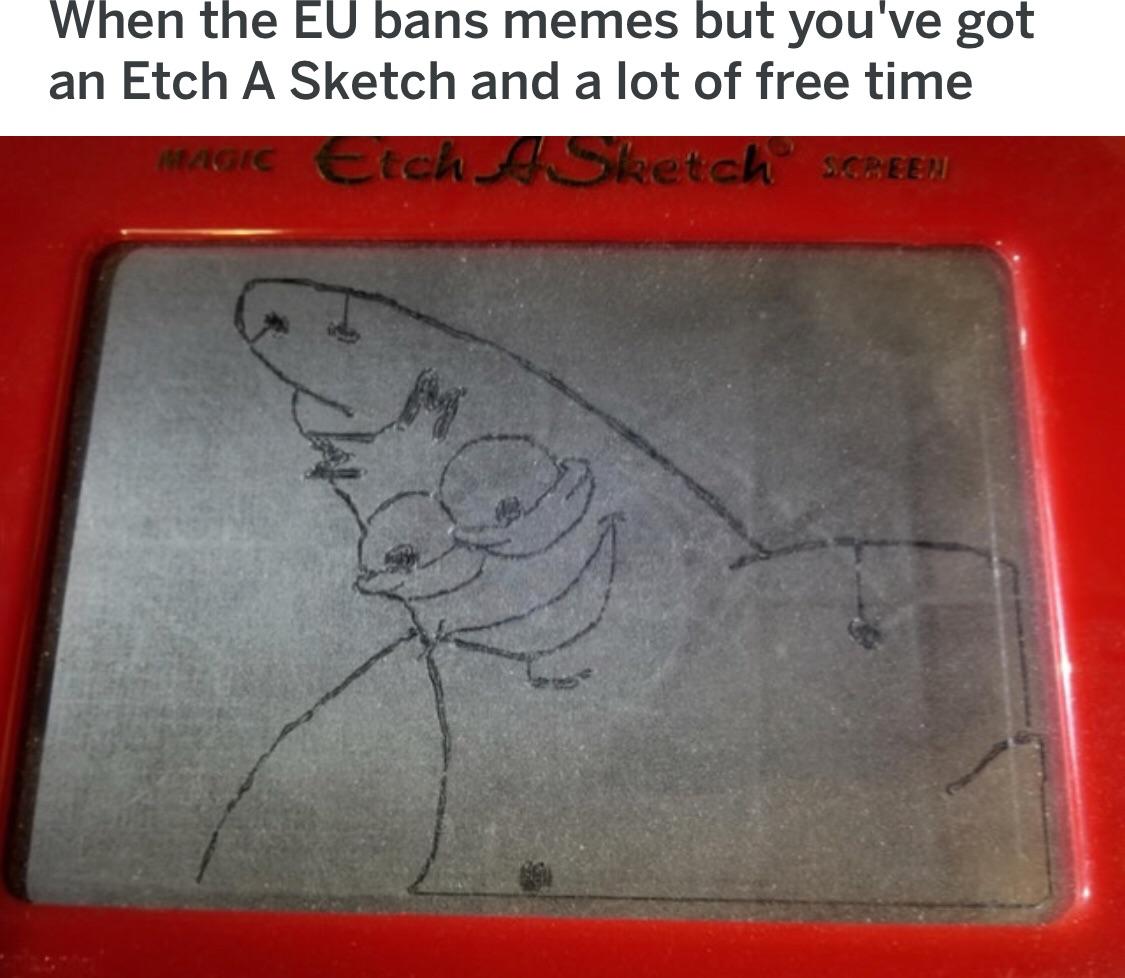 When the EU bans memes but you've got
an Etch A Sketch and a lot of free time
MAGIC Etch A Sketch® SCREEN